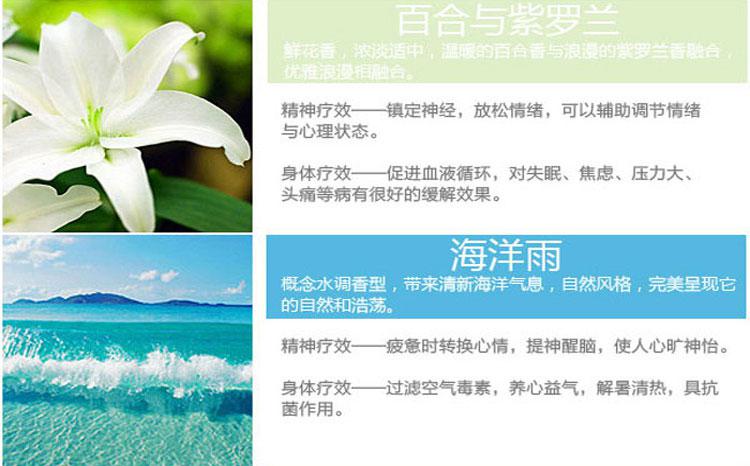 百合与紫罗兰
鲜花香，浓淡适中，温暖的百合香与浪漫的紫罗兰香融合，
优雅浪漫相融合。
精神疗效——镇定神经，放松情绪，可以辅助调节情绪
与心理状态。
身体疗效——促进血液循环，对失眠、焦虑、压力大、
头痛等病有很好的缓解效果。
海洋雨
概念水调香型，带来清新海洋气息，自然风格，完美呈现它
的自然和浩荡。
精神疗效——疲惫时转换心情，提神醒脑，使人心旷神怡。
身体疗效——过滤空气毒素，养心益气，解暑清热，具抗
菌作用。